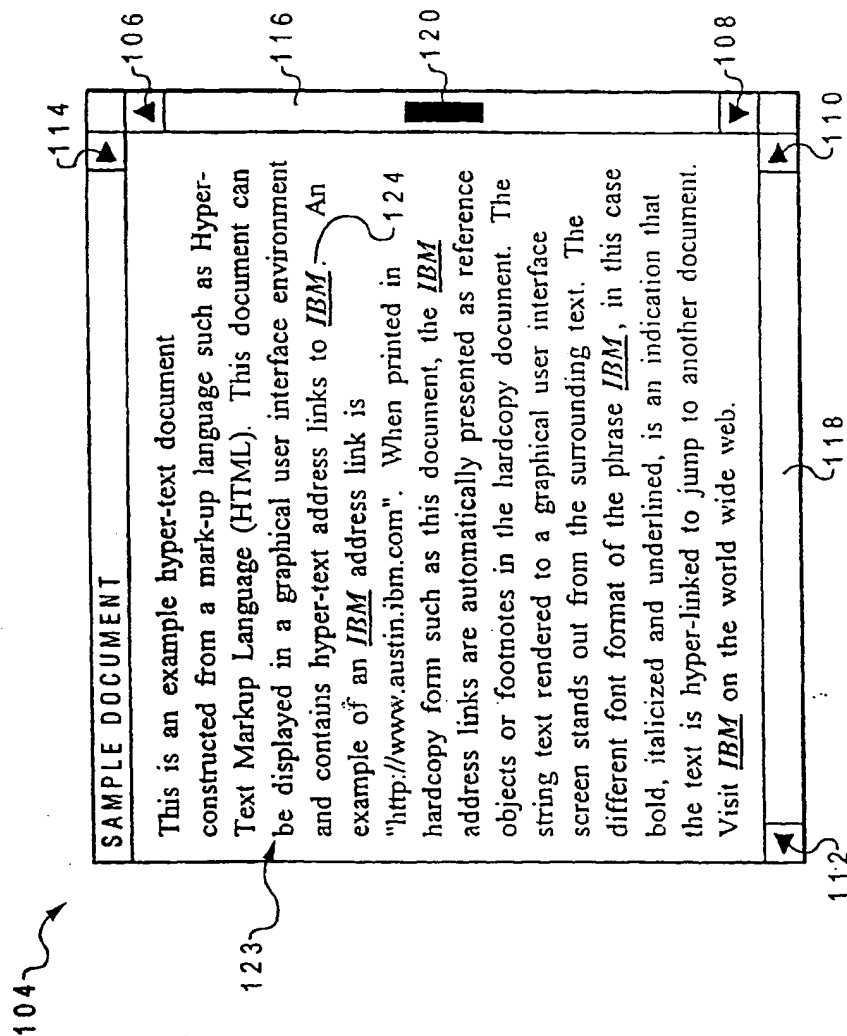 104
114
106
SAMPLE DOCUMENT
116
120
108
110
118
112
123
This is an example hyper-text document
constructed from a mark-up language such as Hyper-
Text Markup Language (HTML). This document can
be displayed in a graphical user interface environment
and contains hyper-text address links to IBM. An
example of an IBM address link is
124
"http://www.austin.ibm.com". When printed in
hardcopy form such as this document, the IBM
address links are automatically presented as reference
objects or footnotes in the hardcopy document. The
string text rendered to a graphical user interface
screen stands out from the surrounding text. The
different font format of the phrase IBM, in this case
bold, italicized and underlined, is an indication that
the text is hyper-linked to jump to another document.
Visit IBM on the world wide web.